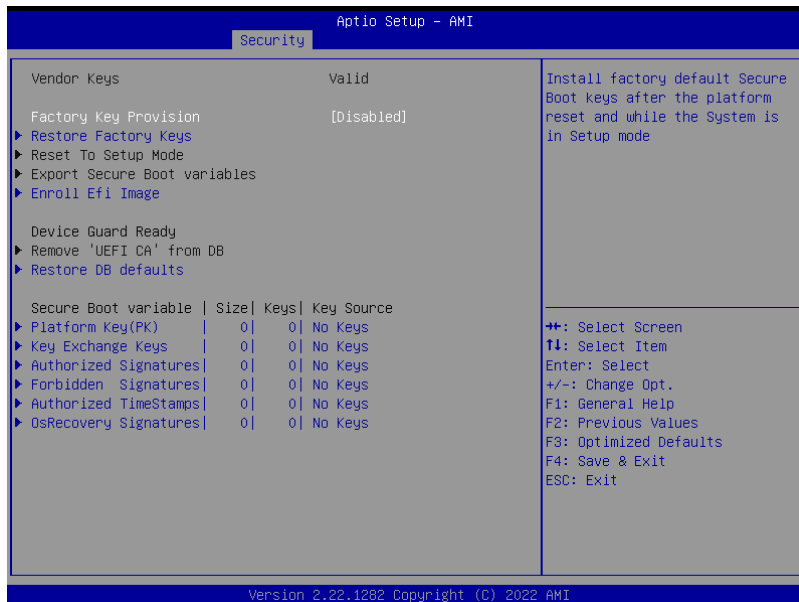 Aptio Setup – AMI
Security
Vendor Keys Valid
Factory Key Provision [Disabled]
Restore Factory Keys
Reset To Setup Mode
Export Secure Boot variables
Enroll Efi Image
Device Guard Ready
Remove 'UEFI CA' from DB
Restore DB defaults
Secure Boot variable | Size| Keys| Key Source
Platform Key(PK) | 0| 0| No Keys
Key Exchange Keys | 0| 0| No Keys
Authorized Signatures| 0| 0| No Keys
Forbidden Signatures| 0| 0| No Keys
Authorized TimeStamps| 0| 0| No Keys
OsRecovery Signatures| 0| 0| No Keys
Install factory default Secure
Boot keys after the platform
reset and while the System is
in Setup mode
→←: Select Screen
↑↓: Select Item
Enter: Select
+/-: Change Opt.
F1: General Help
F2: Previous Values
F3: Optimized Defaults
F4: Save & Exit
ESC: Exit
Version 2.22.1282 Copyright (C) 2022 AMI